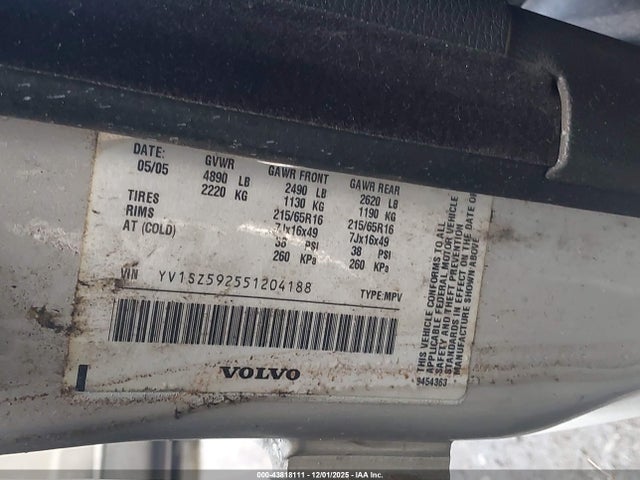 DATE: GVWR GAWR FRONT GAWR REAR
05/05 4890 LB 2490 LB 2620 LB
2220 KG 1130 KG 1190 KG
TIRES 215/65R16 215/65R16
RIMS 7Jx16x49 7Jx16x49
AT (COLD) 38 PSI 38 PSI
260 KPa 260 KPa
VIN YV1SZ592551204188 TYPE:MPV
VOLVO
THIS VEHICLE CONFORMS TO ALL
APPLICABLE FEDERAL MOTOR VEHICLE
SAFETY AND THEFT PREVENTION
STANDARDS IN EFFECT ON THE DATE OF
MANUFACTURE SHOWN ABOVE
9454363
000-43818111 - 12/01/2025 - IAA Inc.